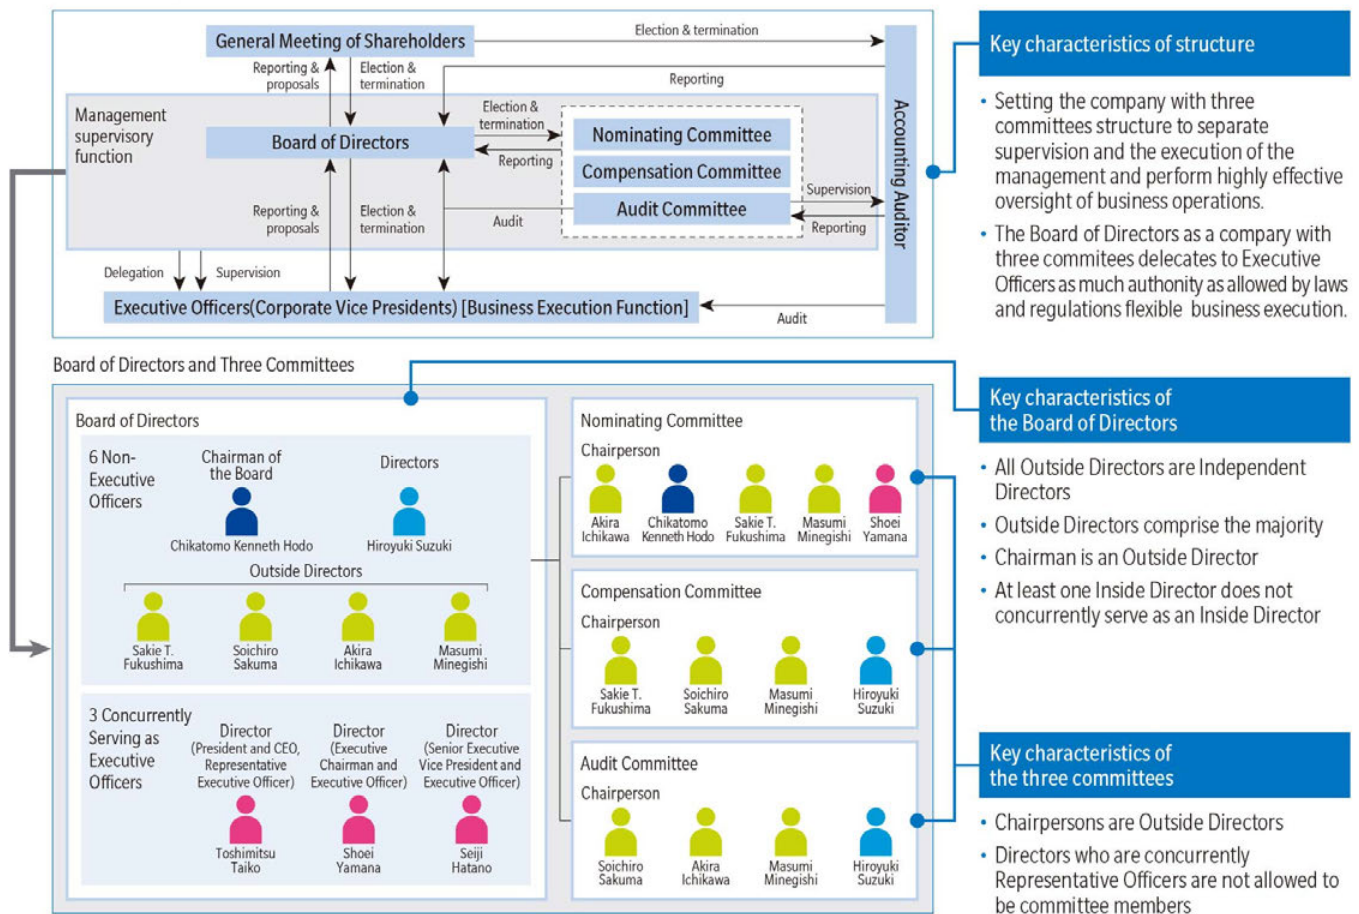 General Meeting of Shareholders
Election & termination
Reporting &
proposals
Election &
termination
Reporting
Management
supervisory
function
Board of Directors
Election &
termination
Reporting
Nominating Committee
Compensation Committee
Audit Committee
Supervision
Reporting
Audit
Reporting &
proposals
Election &
termination
Accounting Auditor
Delegation
Supervision
Executive Officers(Corporate Vice Presidents) [Business Execution Function]
Audit
Key characteristics of structure
• Setting the company with three
committees structure to separate
supervision and the execution of the
management and perform highly effective
oversight of business operations.
• The Board of Directors as a company with
three commitees delecates to Executive
Officers as much authority as allowed by laws
and regulations flexible business execution.
Board of Directors and Three Committees
Board of Directors
6 Non-
Executive
Officers
Chairman of
the Board
Chikatomo Kenneth Hodo
Directors
Hiroyuki Suzuki
Outside Directors
Sakie T.
Fukushima
Soichiro
Sakuma
Akira
Ichikawa
Masumi
Minegishi
3 Concurrently
Serving as
Executive
Officers
Director
(President and CEO,
Representative
Executive Officer)
Toshimitsu
Taiko
Director
(Executive
Chairman and
Executive Officer)
Shoei
Yamana
Director
(Senior Executive
Vice President and
Executive Officer)
Seiji
Hatano
Nominating Committee
Chairperson
Akira
Ichikawa
Chikatomo
Kenneth Hodo
Sakie T.
Fukushima
Masumi
Minegishi
Shoei
Yamana
Compensation Committee
Chairperson
Sakie T.
Fukushima
Soichiro
Sakuma
Masumi
Minegishi
Hiroyuki
Suzuki
Audit Committee
Chairperson
Soichiro
Sakuma
Akira
Ichikawa
Masumi
Minegishi
Hiroyuki
Suzuki
Key characteristics of
the Board of Directors
• All Outside Directors are Independent
Directors
• Outside Directors comprise the majority
• Chairman is an Outside Director
• At least one Inside Director does not
concurrently serve as an Inside Director
Key characteristics of
the three committees
• Chairpersons are Outside Directors
• Directors who are concurrently
Representative Officers are not allowed to
be committee members